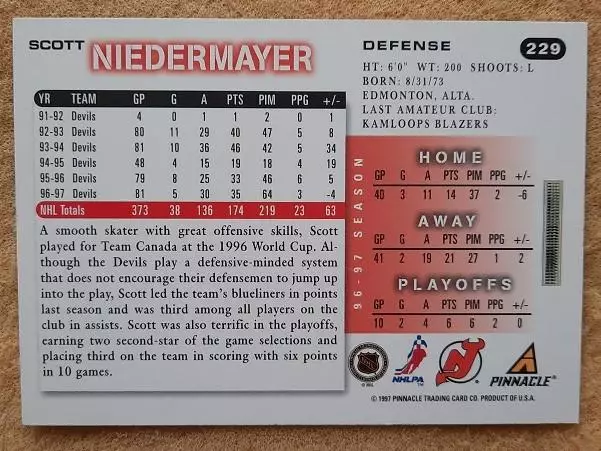 SCOTT NIEDERMAYER
DEFENSE 229
HT: 6'0" WT: 200 SHOOTS: L
BORN: 8/31/73
EDMONTON, ALTA.
LAST AMATEUR CLUB:
KAMLOOPS BLAZERS
YR TEAM GP G A PTS PIM PPG +/-
91-92 Devils 4 0 1 1 2 0 1
92-93 Devils 80 11 29 40 47 5 8
93-94 Devils 81 10 36 46 42 5 34
94-95 Devils 48 4 15 19 18 4 19
95-96 Devils 79 8 25 33 46 6 5
96-97 Devils 81 5 30 35 64 3 -4
NHL Totals 373 38 136 174 219 23 63
A smooth skater with great offensive skills, Scott
played for Team Canada at the 1996 World Cup. Al-
though the Devils play a defensive-minded system
that does not encourage their defensemen to jump up
into the play, Scott led the team's blueliners in points
last season and was third among all players on the
club in assists. Scott was also terrific in the playoffs,
earning two second-star of the game selections and
placing third on the team in scoring with six points
in 10 games.
96-97 SEASON
HOME
GP G A PTS PIM PPG +/-
40 3 11 14 37 2 -6
AWAY
GP G A PTS PIM PPG +/-
41 2 19 21 27 1 2
PLAYOFFS
GP G A PTS PIM PPG +/-
10 2 4 6 6 2 0
NHL
© NHL
NHLPA
PINNACLE
© 1997 PINNACLE TRADING CARD CO. PRODUCT OF U.S.A.